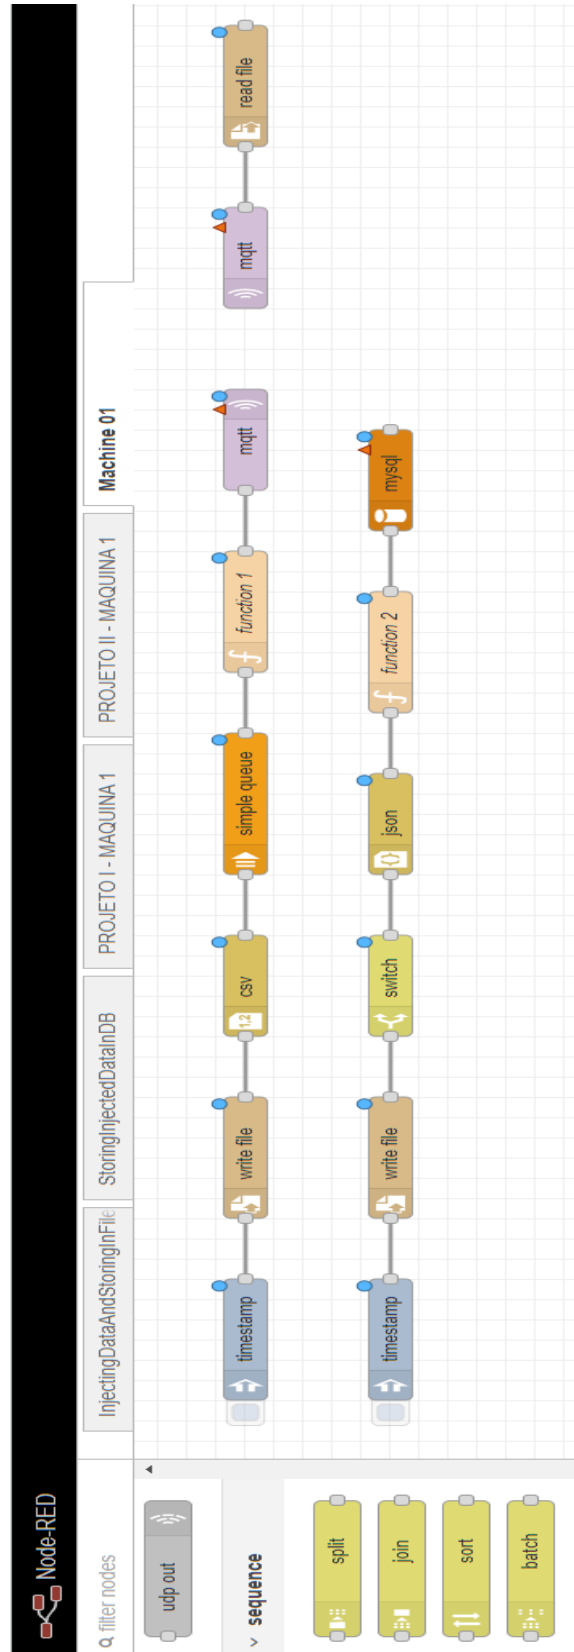 Node-RED
filter nodes
InjectingDataAndStoringInFile
StoringInjectedDataInDB
PROJETO I - MAQUINA 1
PROJETO II - MAQUINA 1
Machine 01
udp out
sequence
split
join
sort
batch
timestamp
write file
csv
simple queue
function 1
mqtt
mqtt
read file
timestamp
write file
switch
json
function 2
mysql